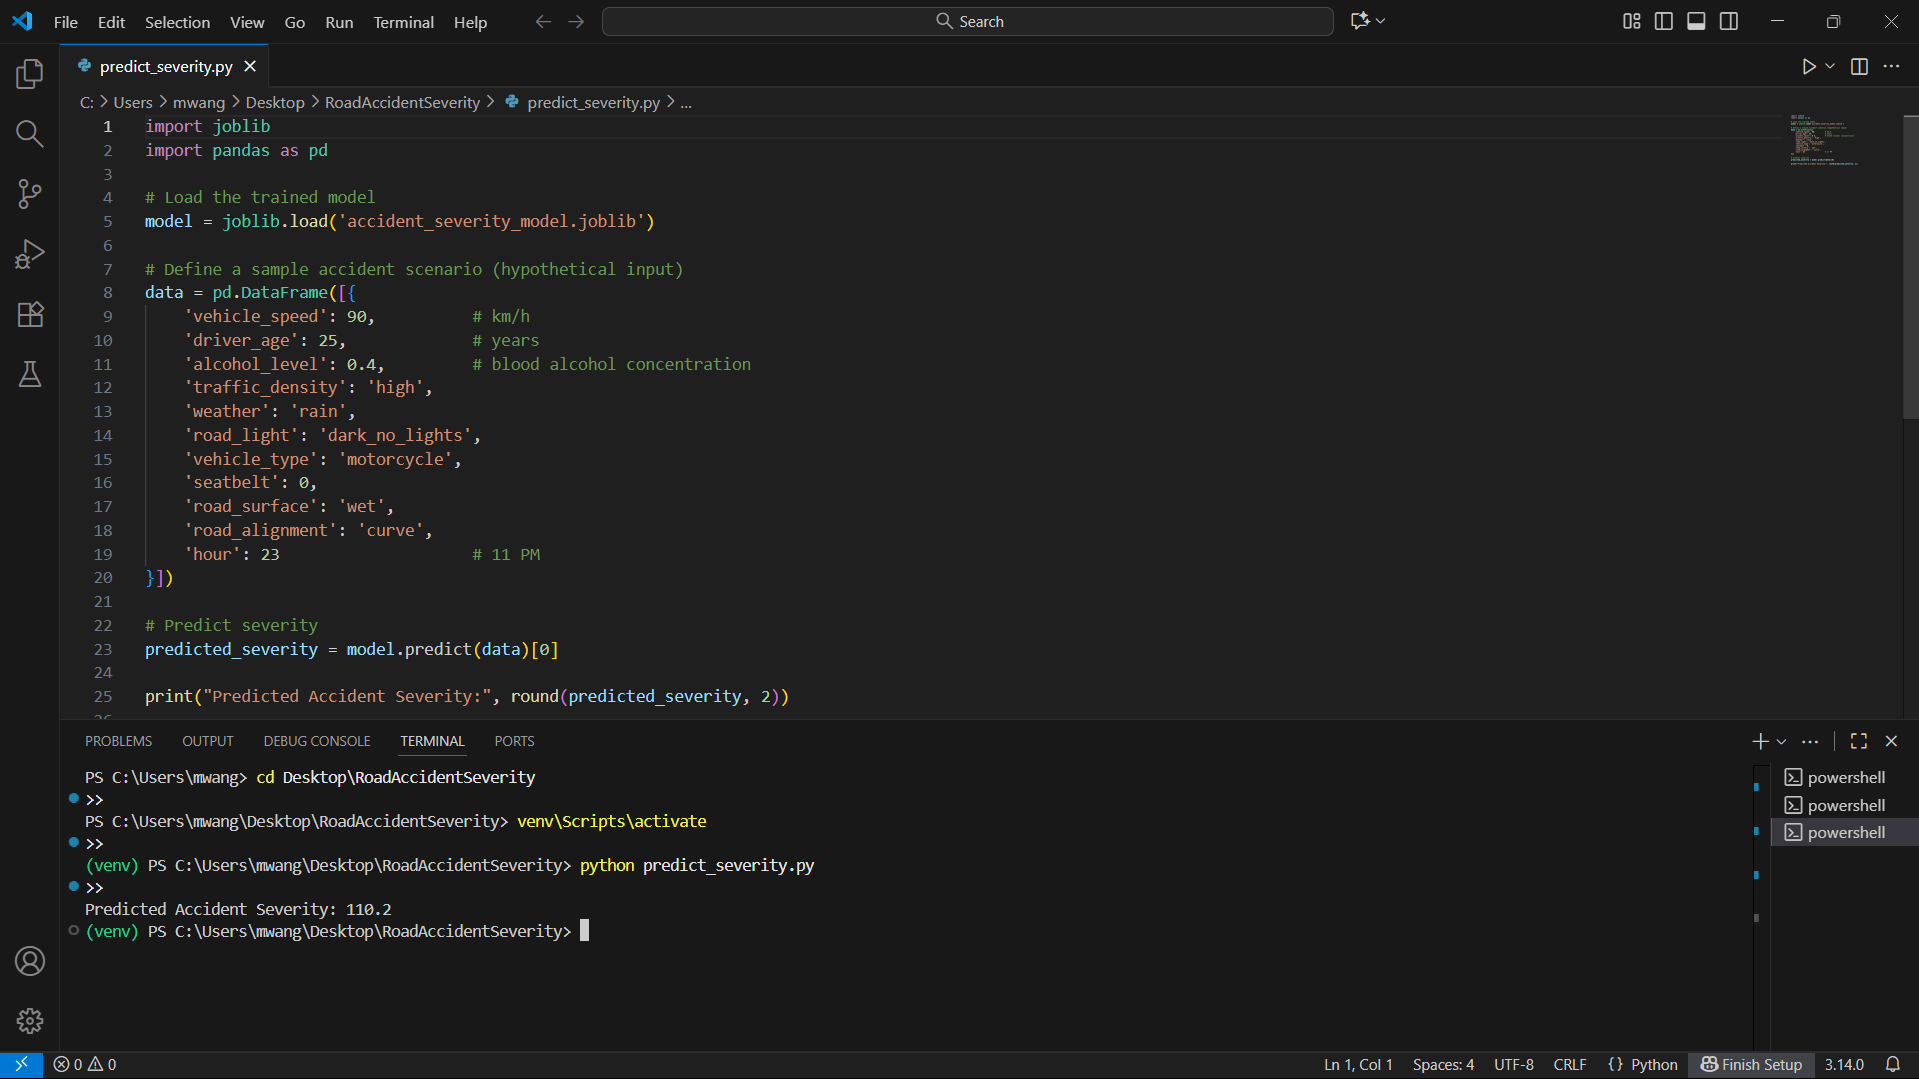 File Edit Selection View Go Run Terminal Help
Search
predict_severity.py
C: > Users > mwang > Desktop > RoadAccidentSeverity > predict_severity.py > ...
1 import joblib
2 import pandas as pd
3
4 # Load the trained model
5 model = joblib.load('accident_severity_model.joblib')
6
7 # Define a sample accident scenario (hypothetical input)
8 data = pd.DataFrame([{
9 'vehicle_speed': 90, # km/h
10 'driver_age': 25, # years
11 'alcohol_level': 0.4, # blood alcohol concentration
12 'traffic_density': 'high',
13 'weather': 'rain',
14 'road_light': 'dark_no_lights',
15 'vehicle_type': 'motorcycle',
16 'seatbelt': 0,
17 'road_surface': 'wet',
18 'road_alignment': 'curve',
19 'hour': 23 # 11 PM
20 }])
21
22 # Predict severity
23 predicted_severity = model.predict(data)[0]
24
25 print("Predicted Accident Severity:", round(predicted_severity, 2))
PROBLEMS OUTPUT DEBUG CONSOLE TERMINAL PORTS
PS C:\Users\mwang> cd Desktop\RoadAccidentSeverity
>>
PS C:\Users\mwang\Desktop\RoadAccidentSeverity> venv\Scripts\activate
>>
(venv) PS C:\Users\mwang\Desktop\RoadAccidentSeverity> python predict_severity.py
>>
Predicted Accident Severity: 110.2
(venv) PS C:\Users\mwang\Desktop\RoadAccidentSeverity>
powershell
powershell
powershell
0 0 Ln 1, Col 1 Spaces: 4 UTF-8 CRLF {} Python Finish Setup 3.14.0